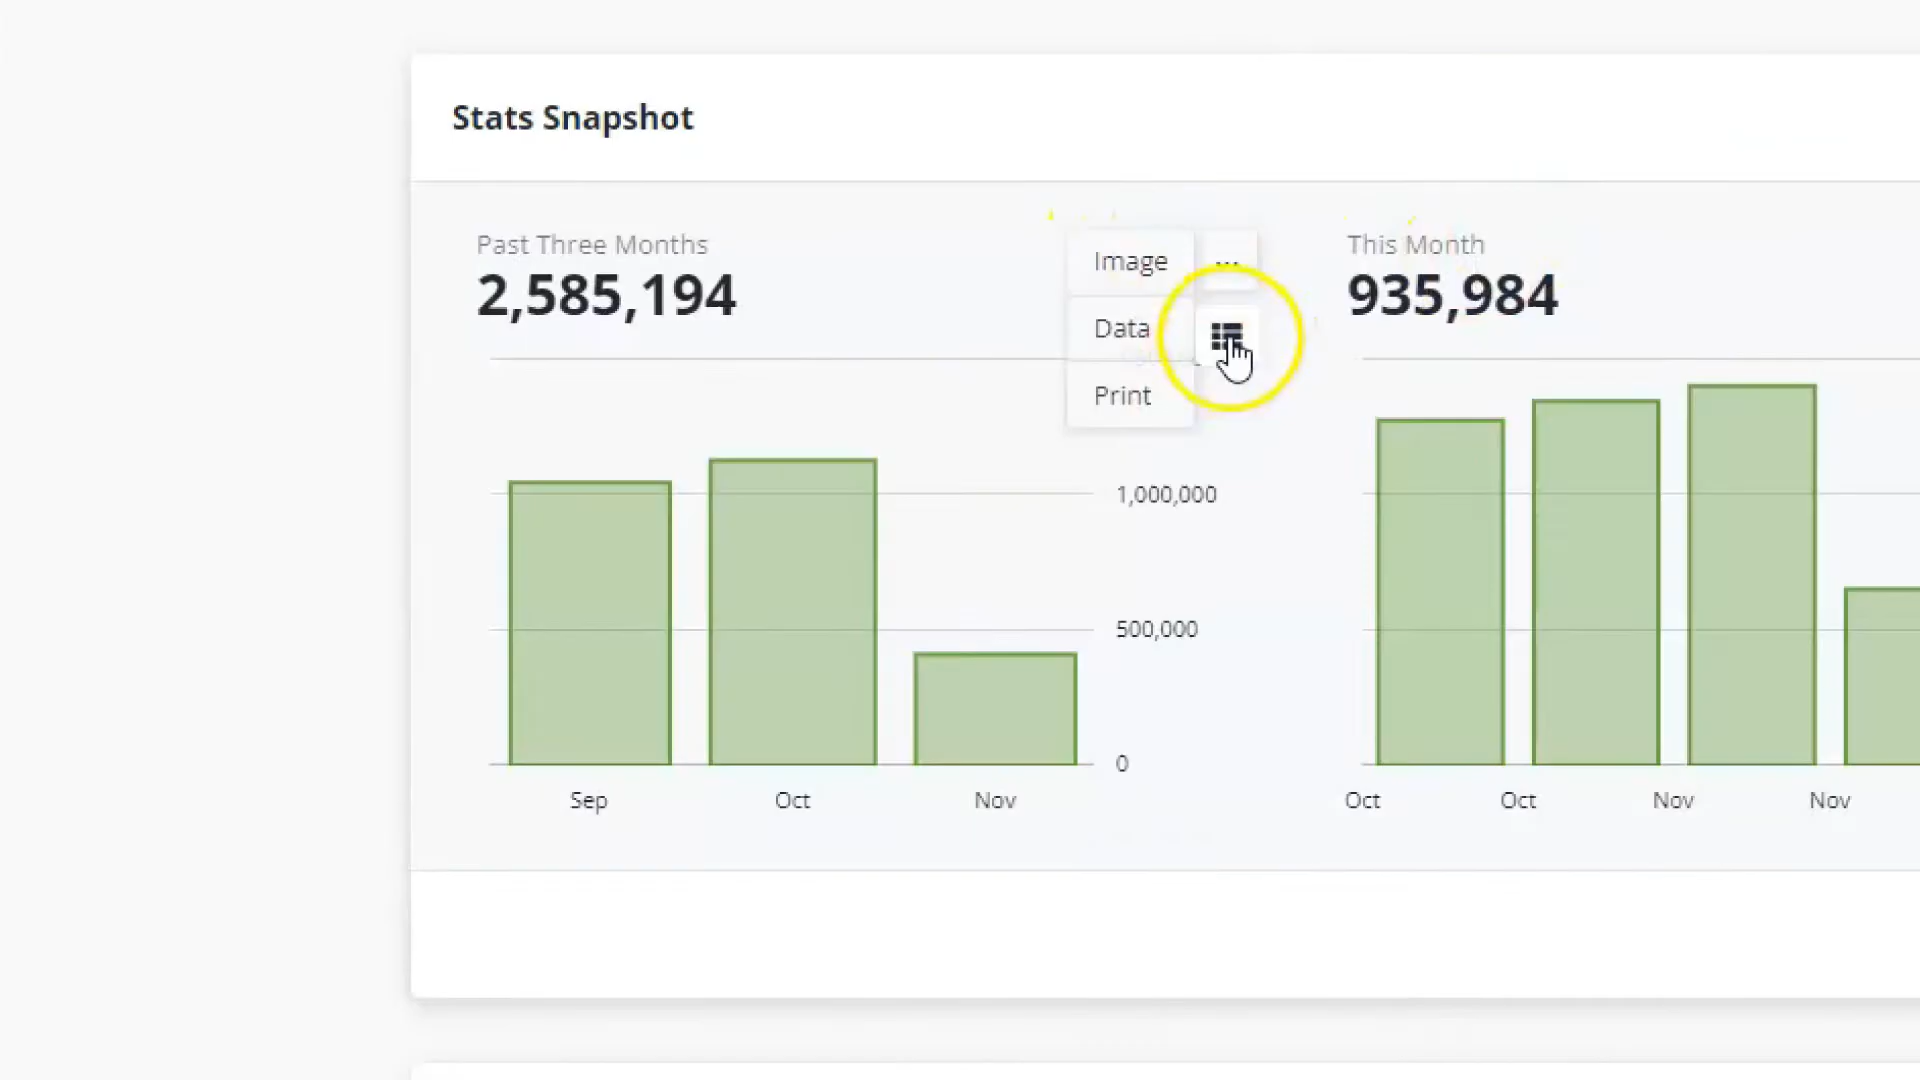 Stats Snapshot
Past Three Months
2,585,194
Image
...
Data
Print
1,000,000
500,000
0
Sep
Oct
Nov
This Month
935,984
Oct
Oct
Nov
Nov